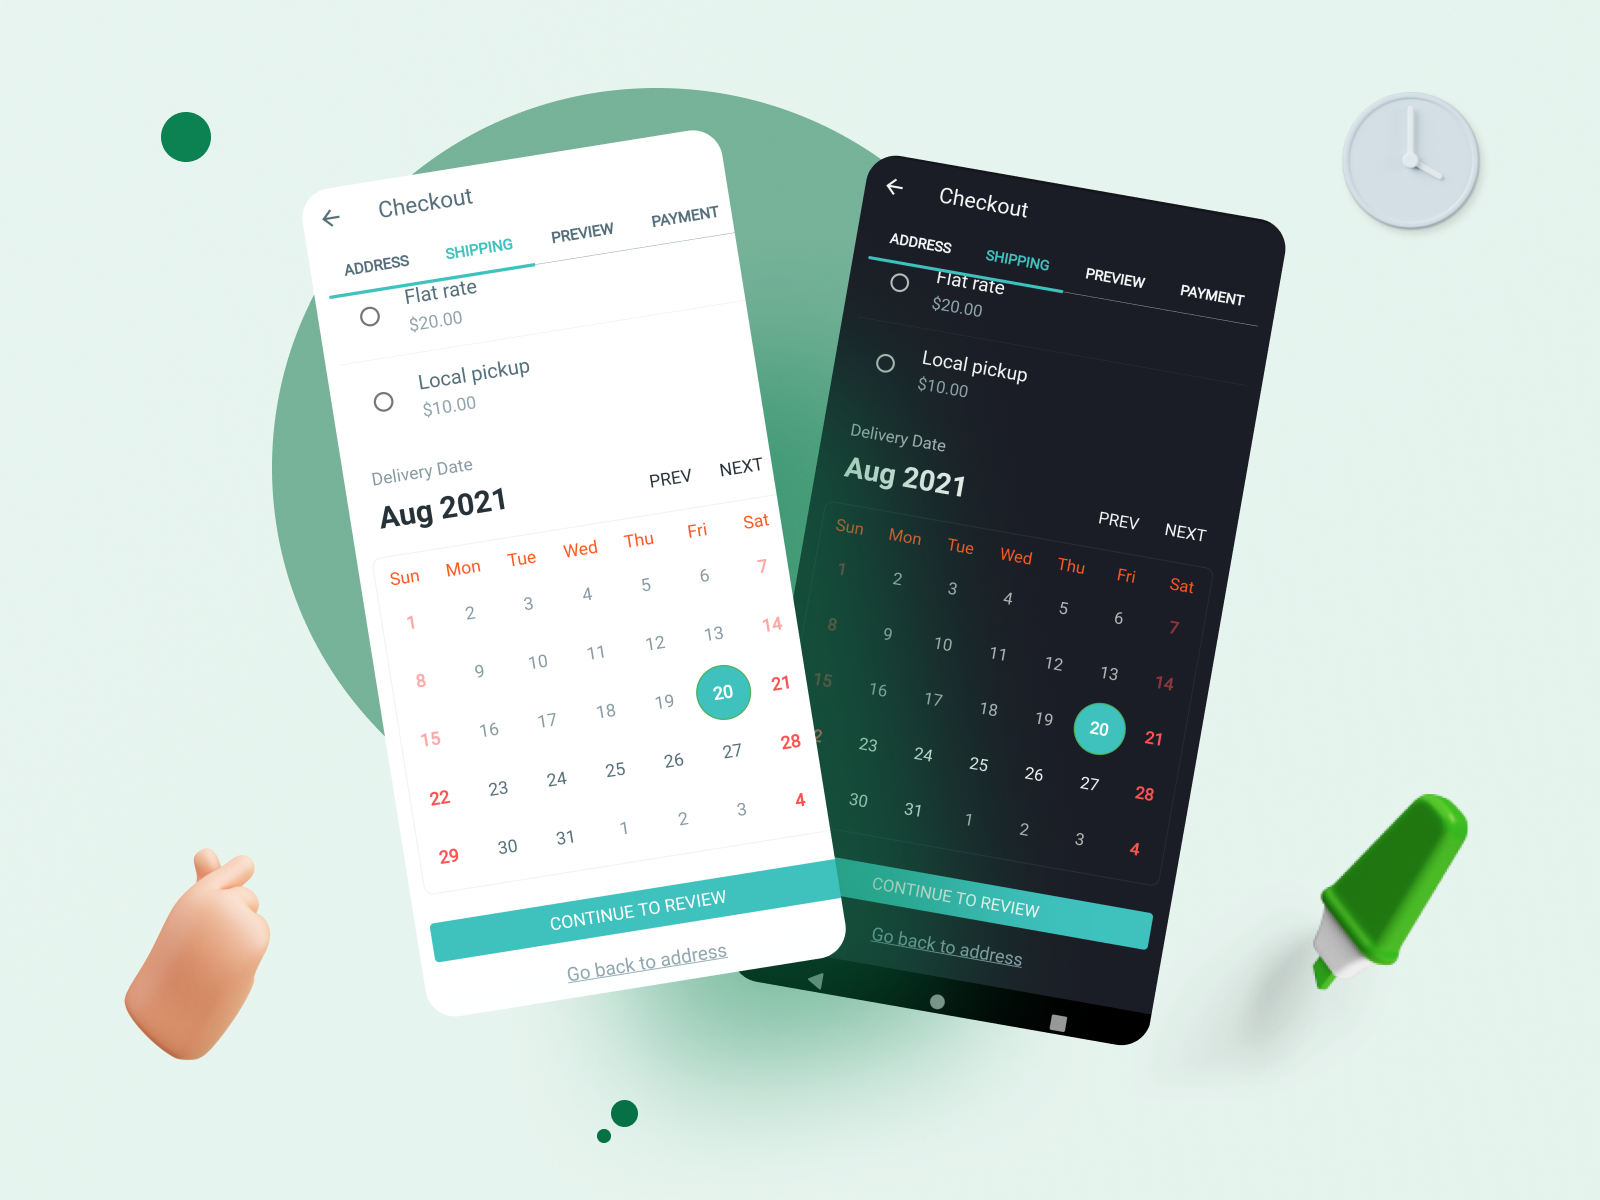 Checkout
ADDRESS SHIPPING PREVIEW PAYMENT
Flat rate
$20.00
Local pickup
$10.00
Delivery Date
Aug 2021
PREV NEXT
Sun Mon Tue Wed Thu Fri Sat
1 2 3 4 5 6 7
8 9 10 11 12 13 14
15 16 17 18 19 20 21
22 23 24 25 26 27 28
29 30 31 1 2 3 4
CONTINUE TO REVIEW
Go back to address
Checkout
ADDRESS SHIPPING PREVIEW PAYMENT
Flat rate
$20.00
Local pickup
$10.00
Delivery Date
Aug 2021
PREV NEXT
Sun Mon Tue Wed Thu Fri Sat
1 2 3 4 5 6 7
8 9 10 11 12 13 14
15 16 17 18 19 20 21
2 23 24 25 26 27 28
30 31 1 2 3 4
CONTINUE TO REVIEW
Go back to address